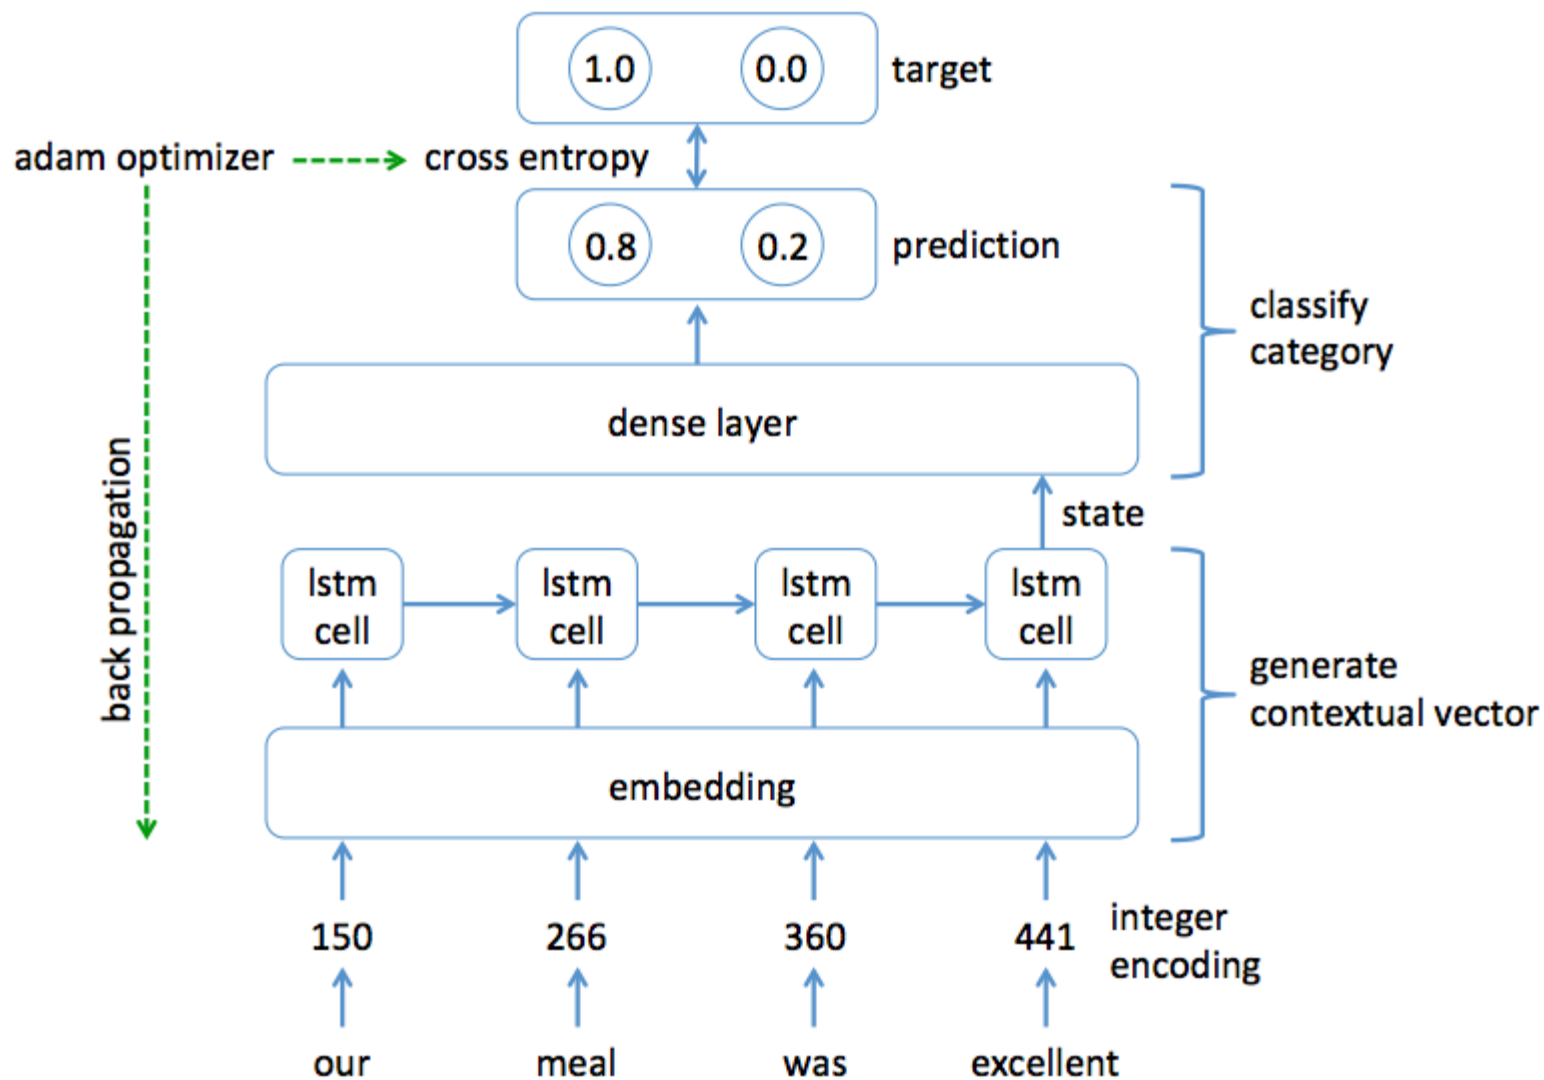 1.0 0.0 target
adam optimizer cross entropy
0.8 0.2 prediction
classify
category
dense layer
back propagation
state
lstm
cell
lstm
cell
lstm
cell
lstm
cell
generate
contextual vector
embedding
150 266 360 441
integer
encoding
our meal was excellent